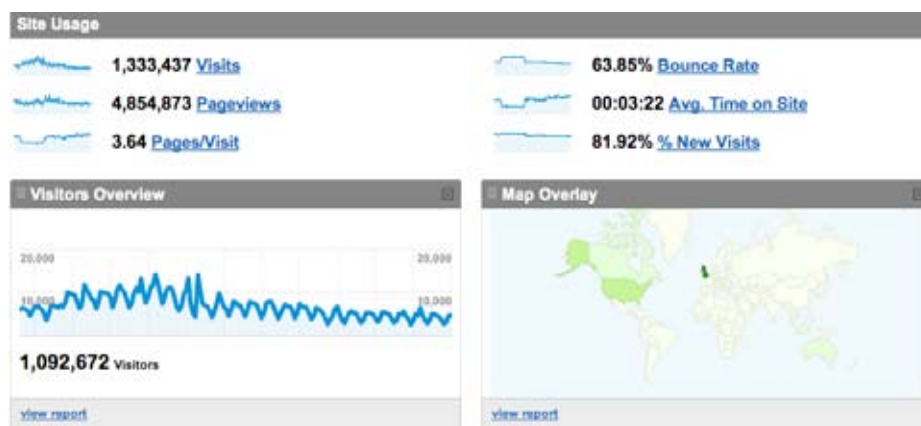 Site Usage
1,333,437 Visits
63.85% Bounce Rate
4,854,873 Pageviews
00:03:22 Avg. Time on Site
3.64 Pages/Visit
81.92% % New Visits
Visitors Overview
Map Overlay
20,000 20,000
10,000 10,000
1,092,672 Visitors
view report
view report